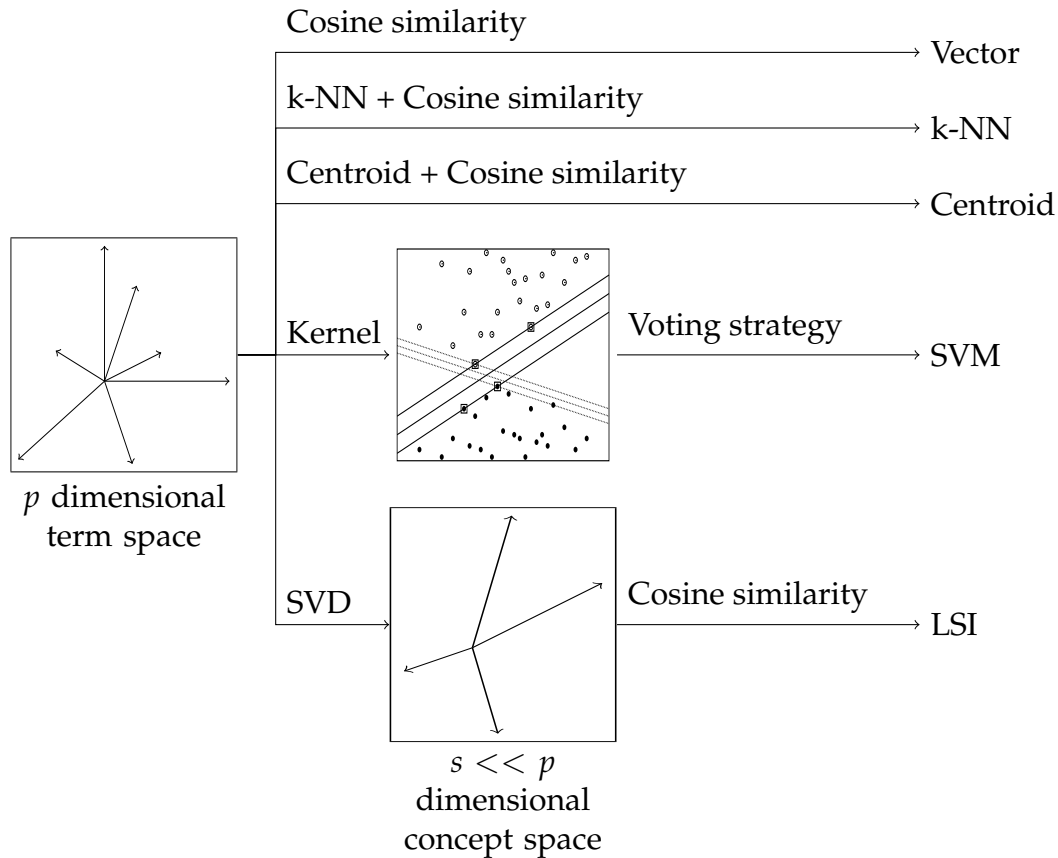 Cosine similarity
Vector
k-NN + Cosine similarity
k-NN
Centroid + Cosine similarity
Centroid
Kernel
Voting strategy
SVM
p dimensional
term space
SVD
Cosine similarity
LSI
s << p
dimensional
concept space